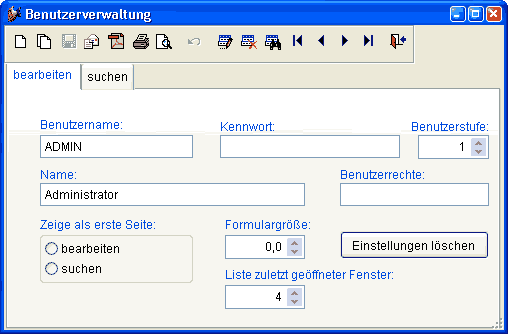 Benutzerverwaltung
bearbeiten suchen
Benutzername: Kennwort: Benutzerstufe:
ADMIN 1
Name: Benutzerrechte:
Administrator
Zeige als erste Seite: Formulargröße:
bearbeiten 0,0 Einstellungen löschen
suchen
Liste zuletzt geöffneter Fenster:
4